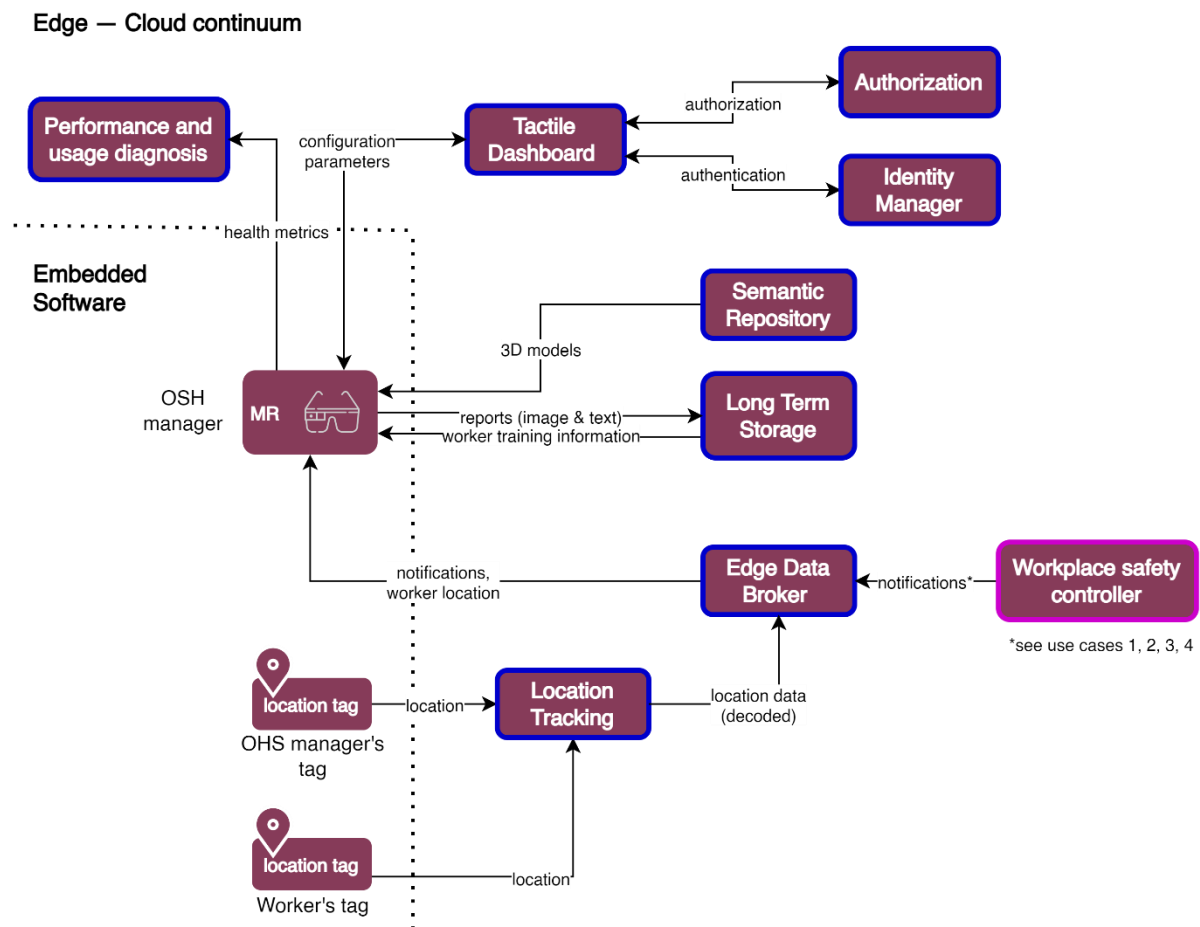 Edge — Cloud continuum
Authorization
authorization
Performance and
usage diagnosis
configuration
parameters
Tactile
Dashboard
authentication
Identity
Manager
health metrics
Embedded
Software
Semantic
Repository
3D models
OSH
manager
MR
reports (image & text)
worker training information
Long Term
Storage
notifications,
worker location
Edge Data
Broker
notifications*
Workplace safety
controller
*see use cases 1, 2, 3, 4
location tag
OHS manager's
tag
location
Location
Tracking
location data
(decoded)
location tag
Worker's tag
location